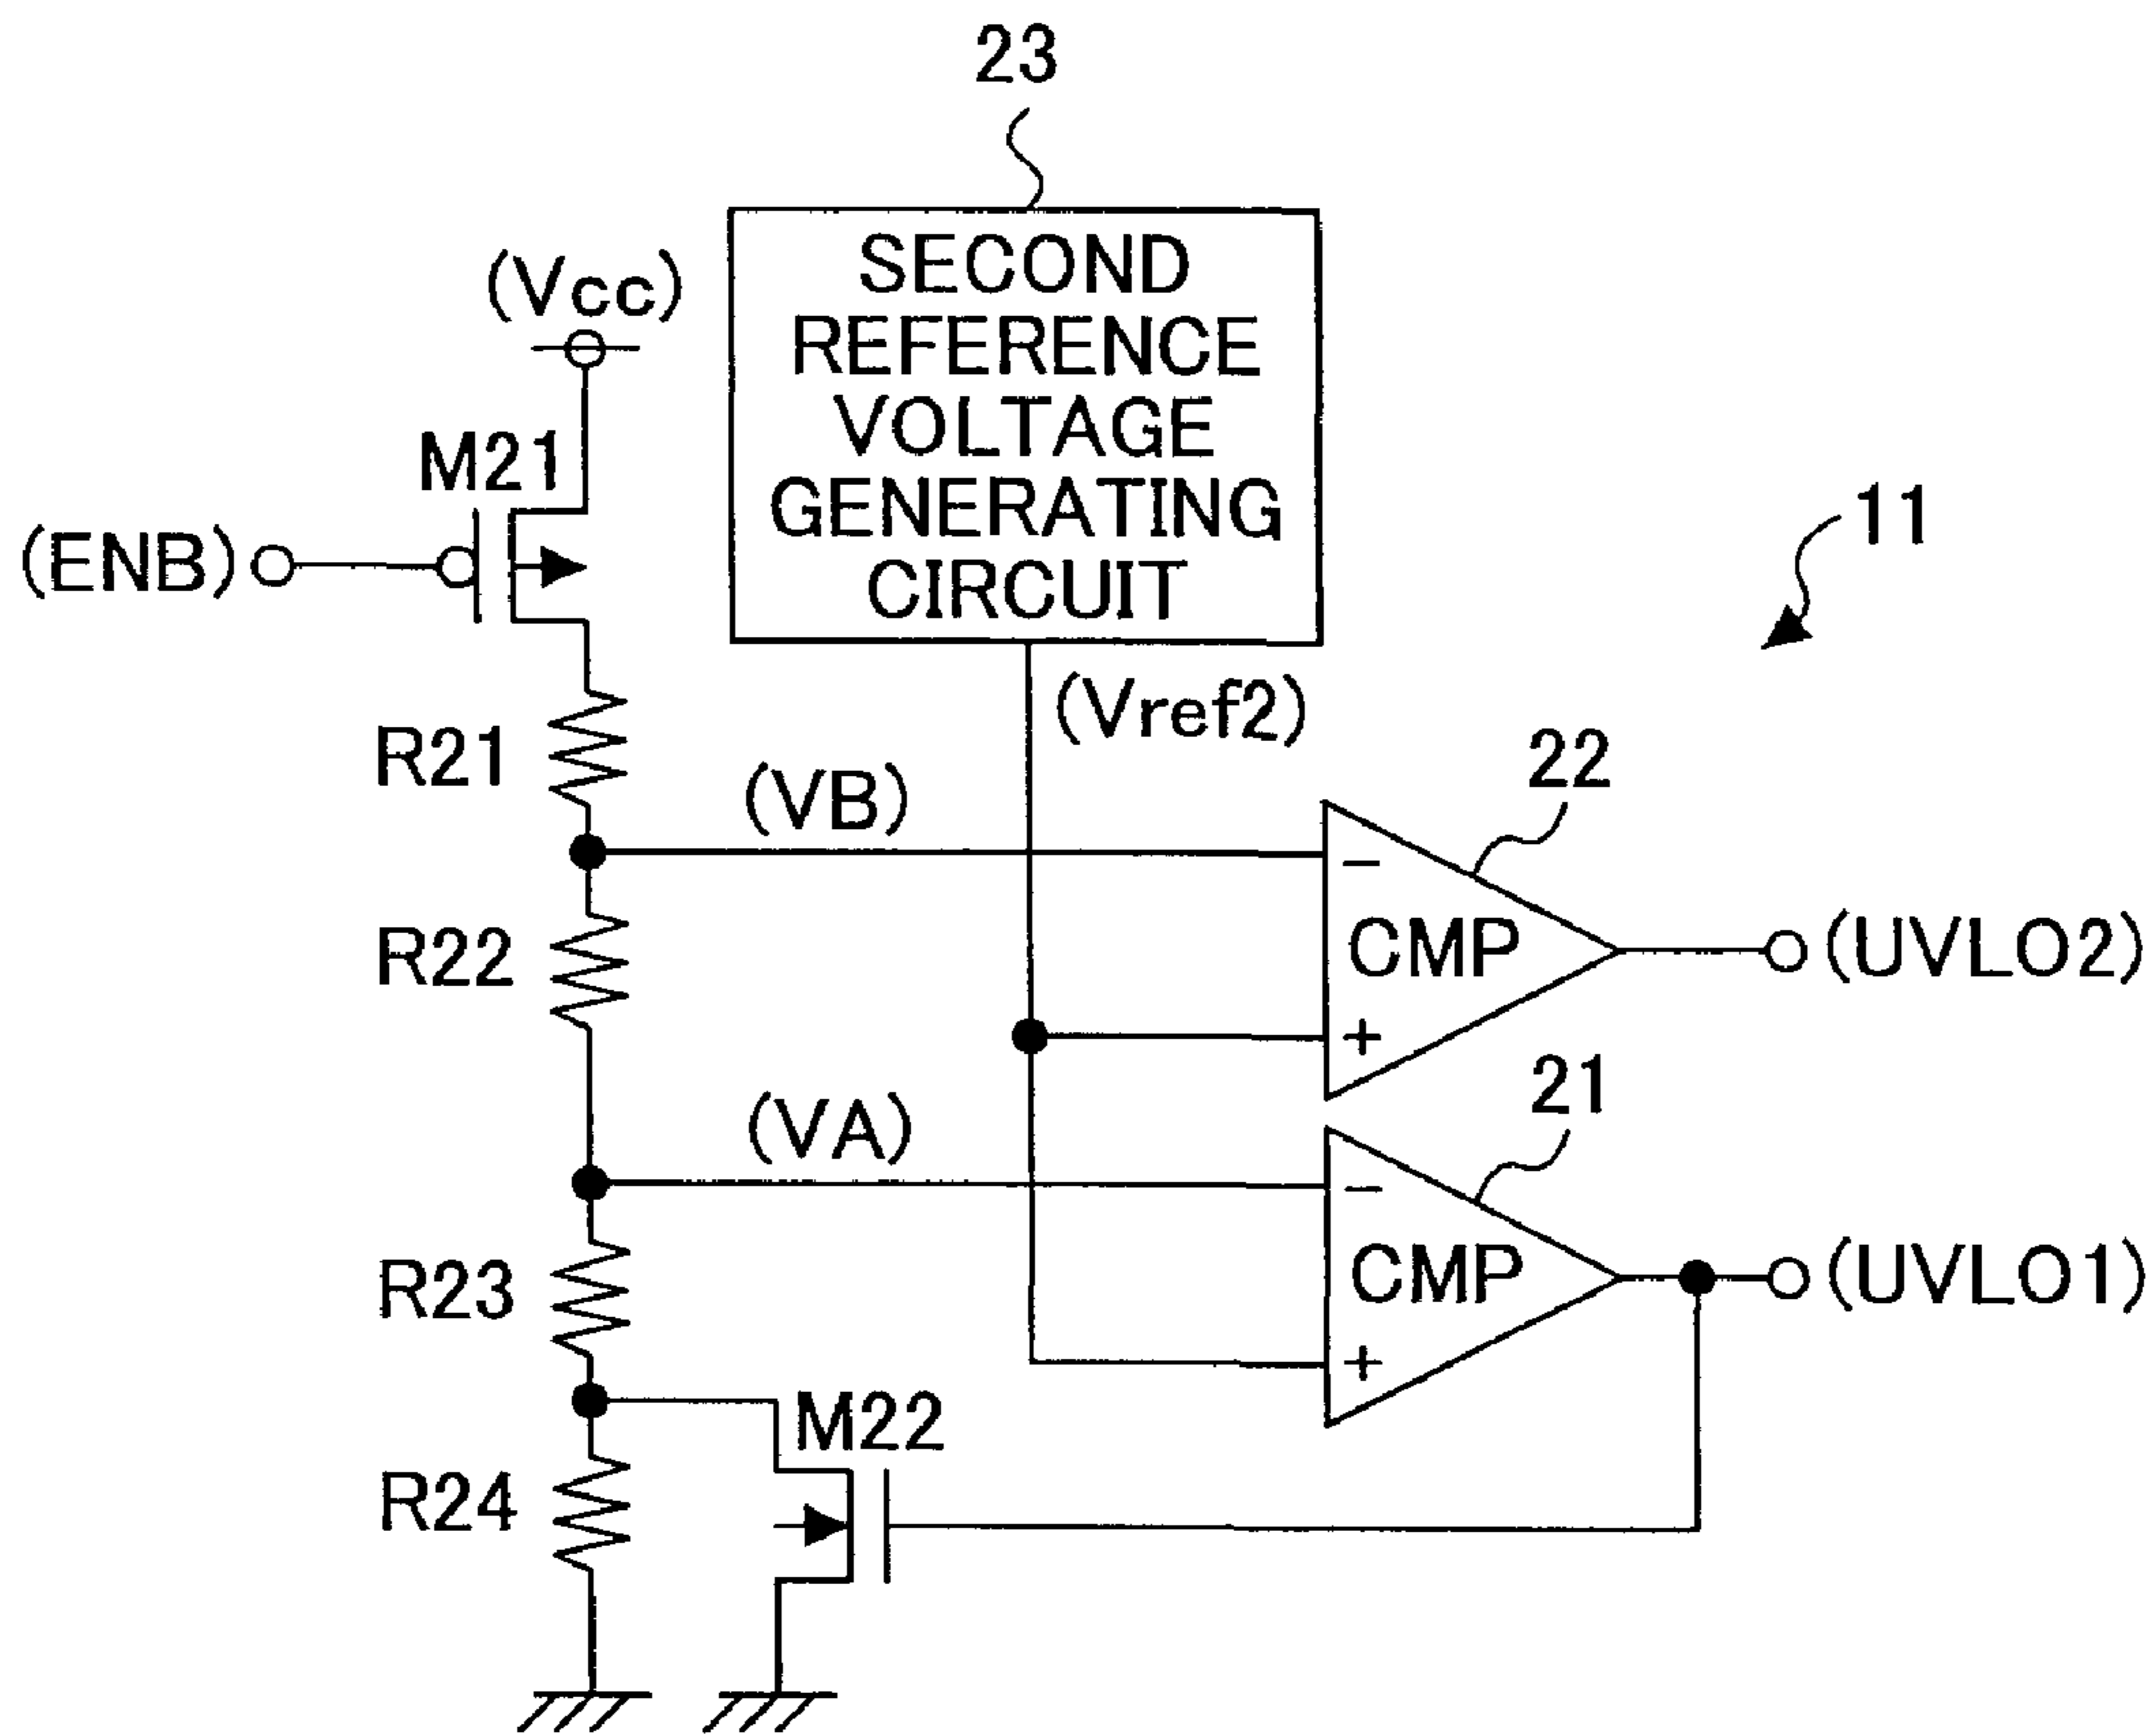 23
(Vcc)
SECOND
REFERENCE
VOLTAGE
GENERATING
CIRCUIT
M21
(ENB)
11
(Vref2)
R21
(VB)
22
-
CMP
+
(UVLO2)
R22
21
(VA)
-
CMP
+
(UVLO1)
R23
M22
R24